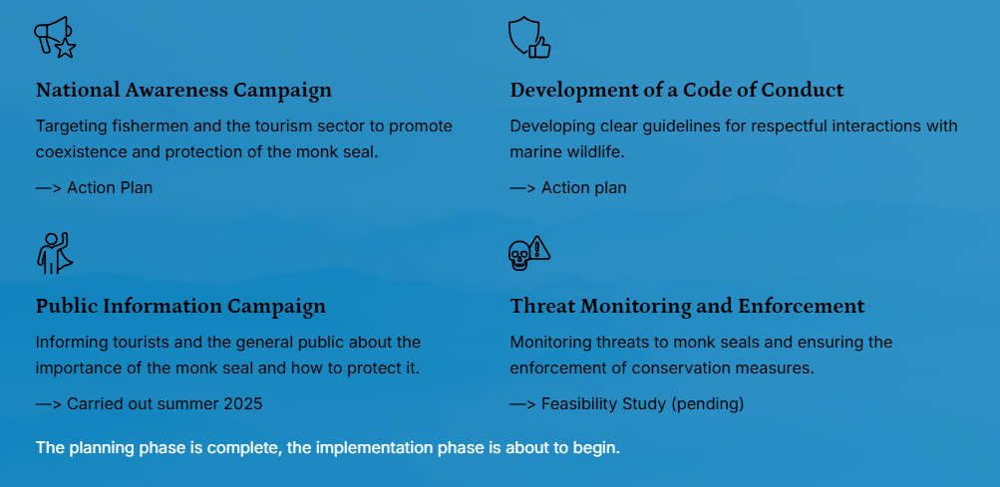 National Awareness Campaign
Targeting fishermen and the tourism sector to promote
coexistence and protection of the monk seal.
—> Action Plan
Development of a Code of Conduct
Developing clear guidelines for respectful interactions with
marine wildlife.
—> Action plan
Public Information Campaign
Informing tourists and the general public about the
importance of the monk seal and how to protect it.
—> Carried out summer 2025
Threat Monitoring and Enforcement
Monitoring threats to monk seals and ensuring the
enforcement of conservation measures.
—> Feasibility Study (pending)
The planning phase is complete, the implementation phase is about to begin.